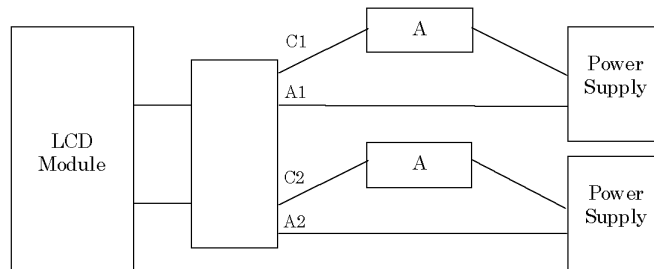 LCD
Module
C1
A
A1
Power
Supply
C2
A
A2
Power
Supply